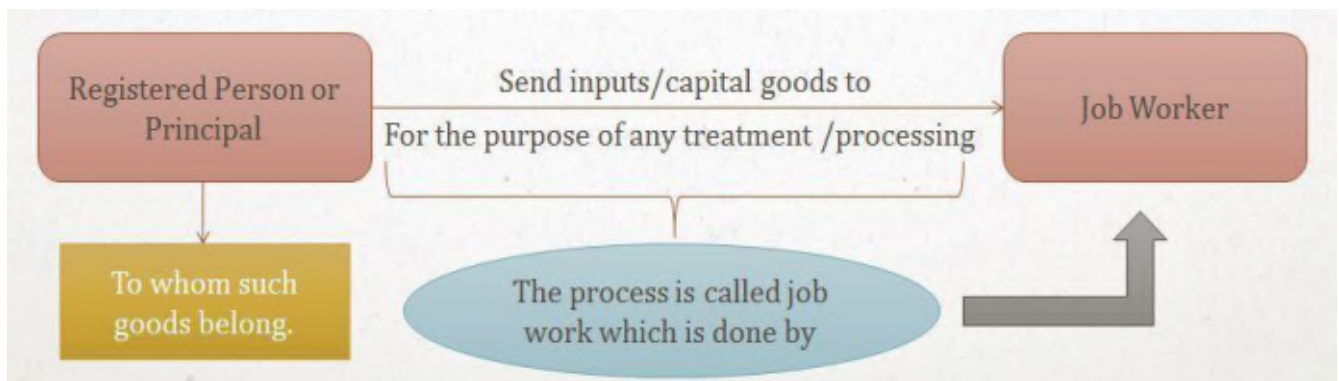 Registered Person or
Principal
Send inputs/capital goods to
For the purpose of any treatment /processing
Job Worker
To whom such
goods belong.
The process is called job
work which is done by